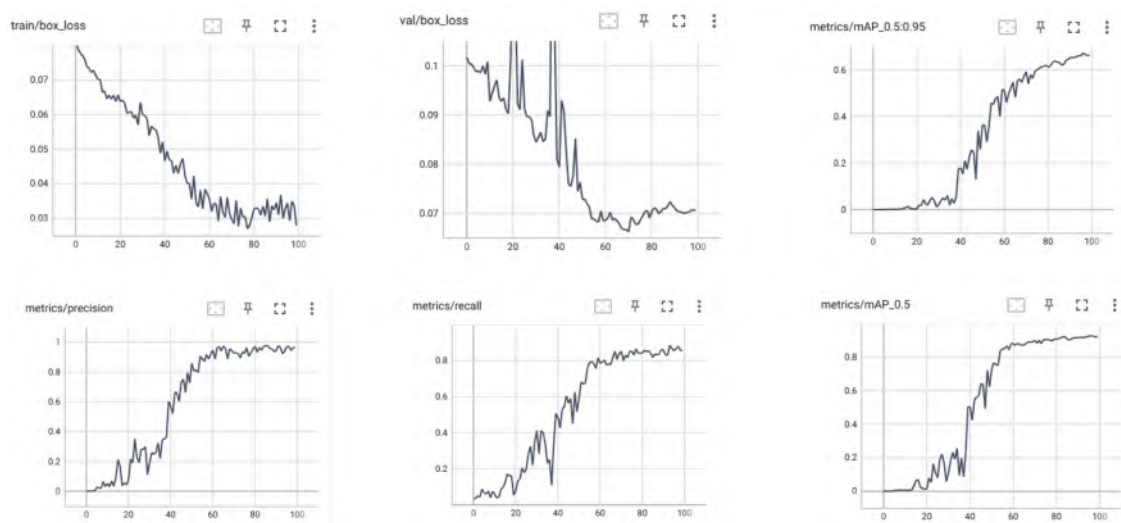 train/box_loss
0.07
0.06
0.05
0.04
0.03
0 20 40 60 80 100
val/box_loss
0.1
0.09
0.08
0.07
0 20 40 60 80 100
metrics/mAP_0.5:0.95
0.6
0.4
0.2
0
0 20 40 60 80 100
metrics/precision
1
0.8
0.6
0.4
0.2
0
0 20 40 60 80 100
metrics/recall
0.8
0.6
0.4
0.2
0 20 40 60 80 100
metrics/mAP_0.5
0.8
0.6
0.4
0.2
0
0 20 40 60 80 100